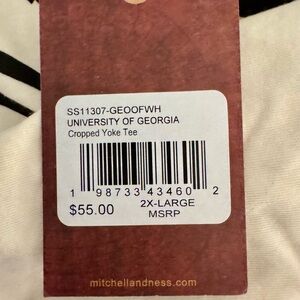 SS11307-GEOOFWH
UNIVERSITY OF GEORGIA
Cropped Yoke Tee
1 98733 43460 2
2X-LARGE
$55.00 MSRP
mitchellandness.com